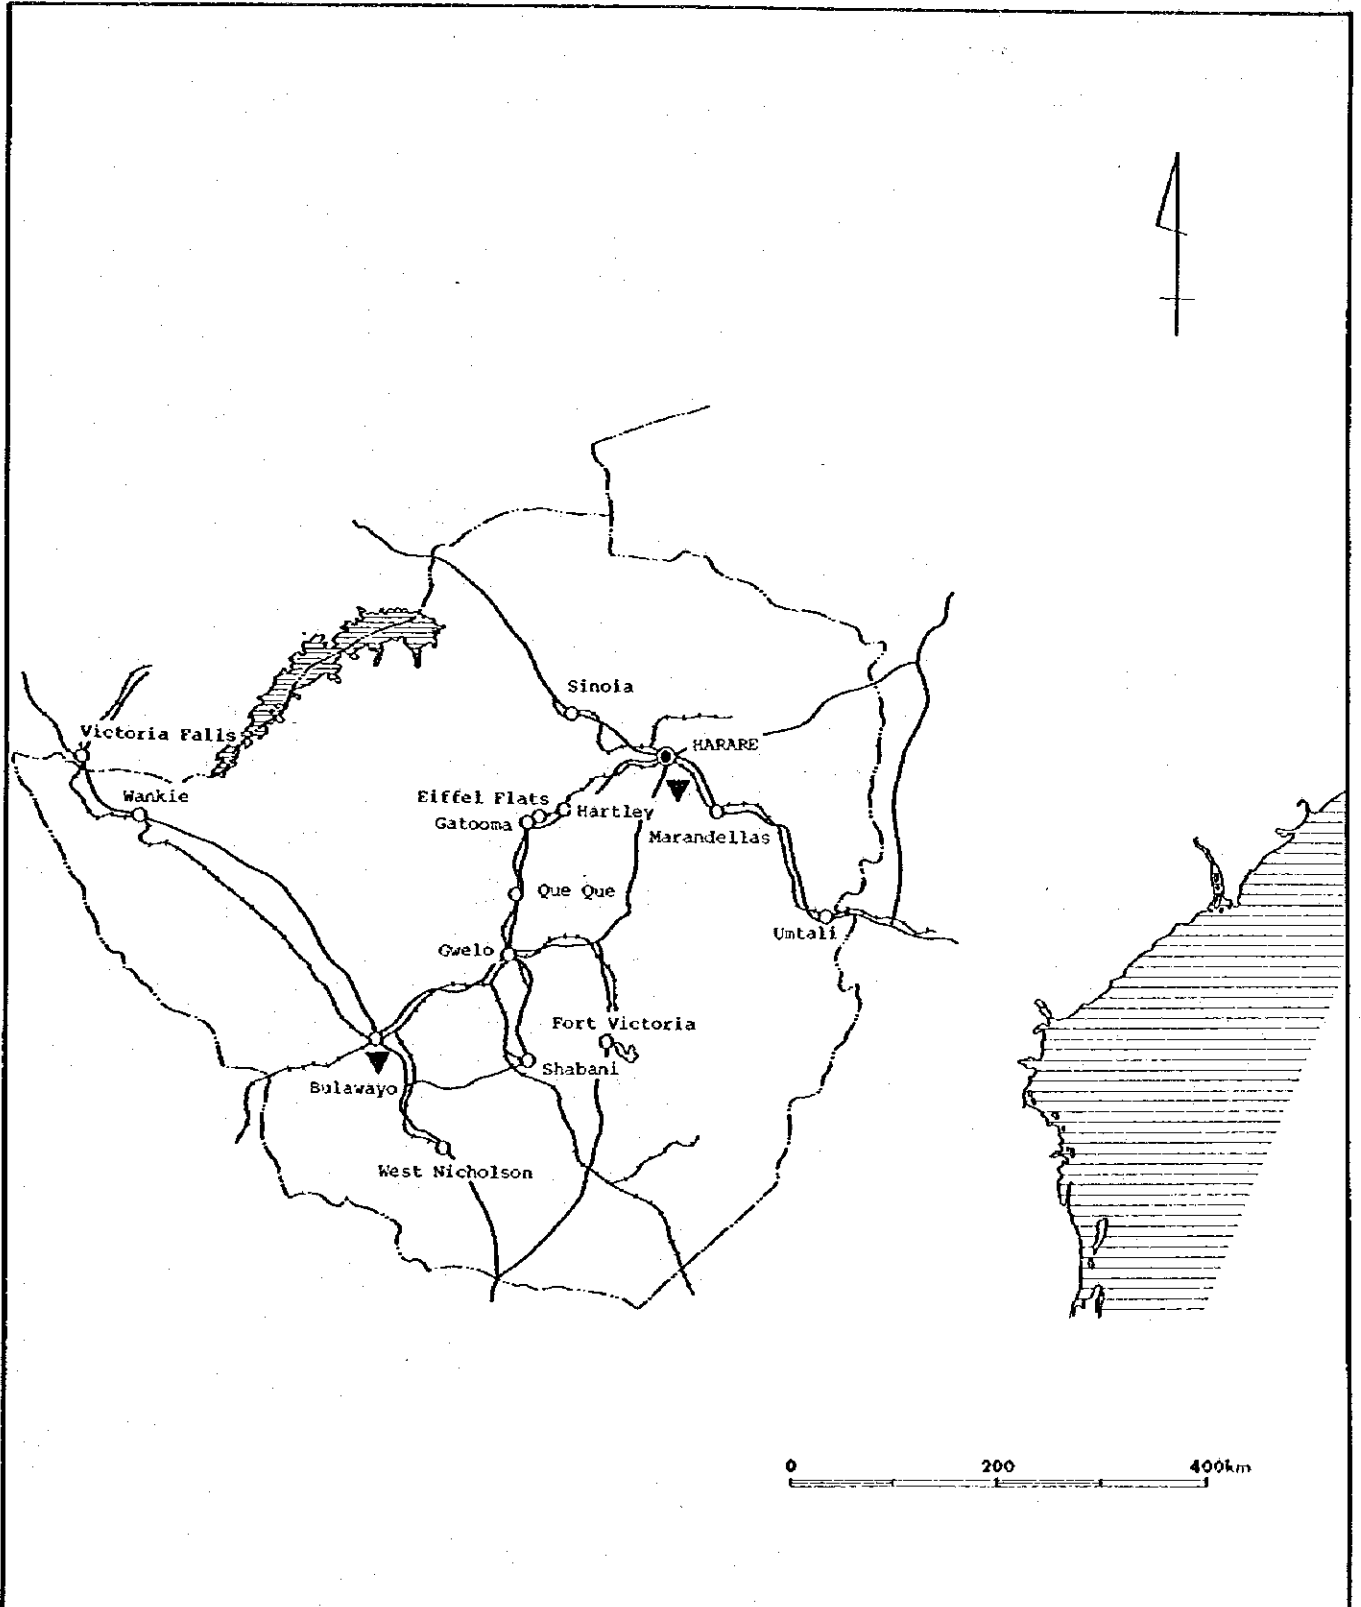 Sinoia
Victoria Falls
HARARE
Wankie
Eiffel Flats
Hartley
Gatooma
Marandellas
Que Que
Umtali
Gwelo
Fort Victoria
Shabani
Bulawayo
West Nicholson
0 200 400km